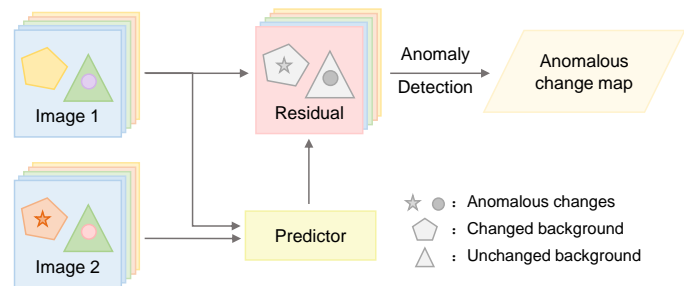 Image 1
Residual
Anomaly
Detection
Anomalous
change map
Image 2
Predictor
: Anomalous changes
: Changed background
: Unchanged background